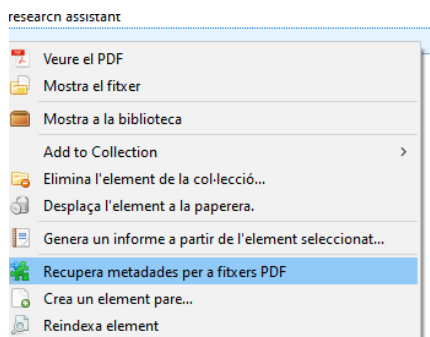 research assistant
Veure el PDF
Mostra el fitxer
Mostra a la biblioteca
Add to Collection
Elimina l'element de la col·lecció...
Desplaça l'element a la paperera.
Genera un informe a partir de l'element seleccionat...
Recupera metadades per a fitxers PDF
Crea un element pare...
Reindexa element